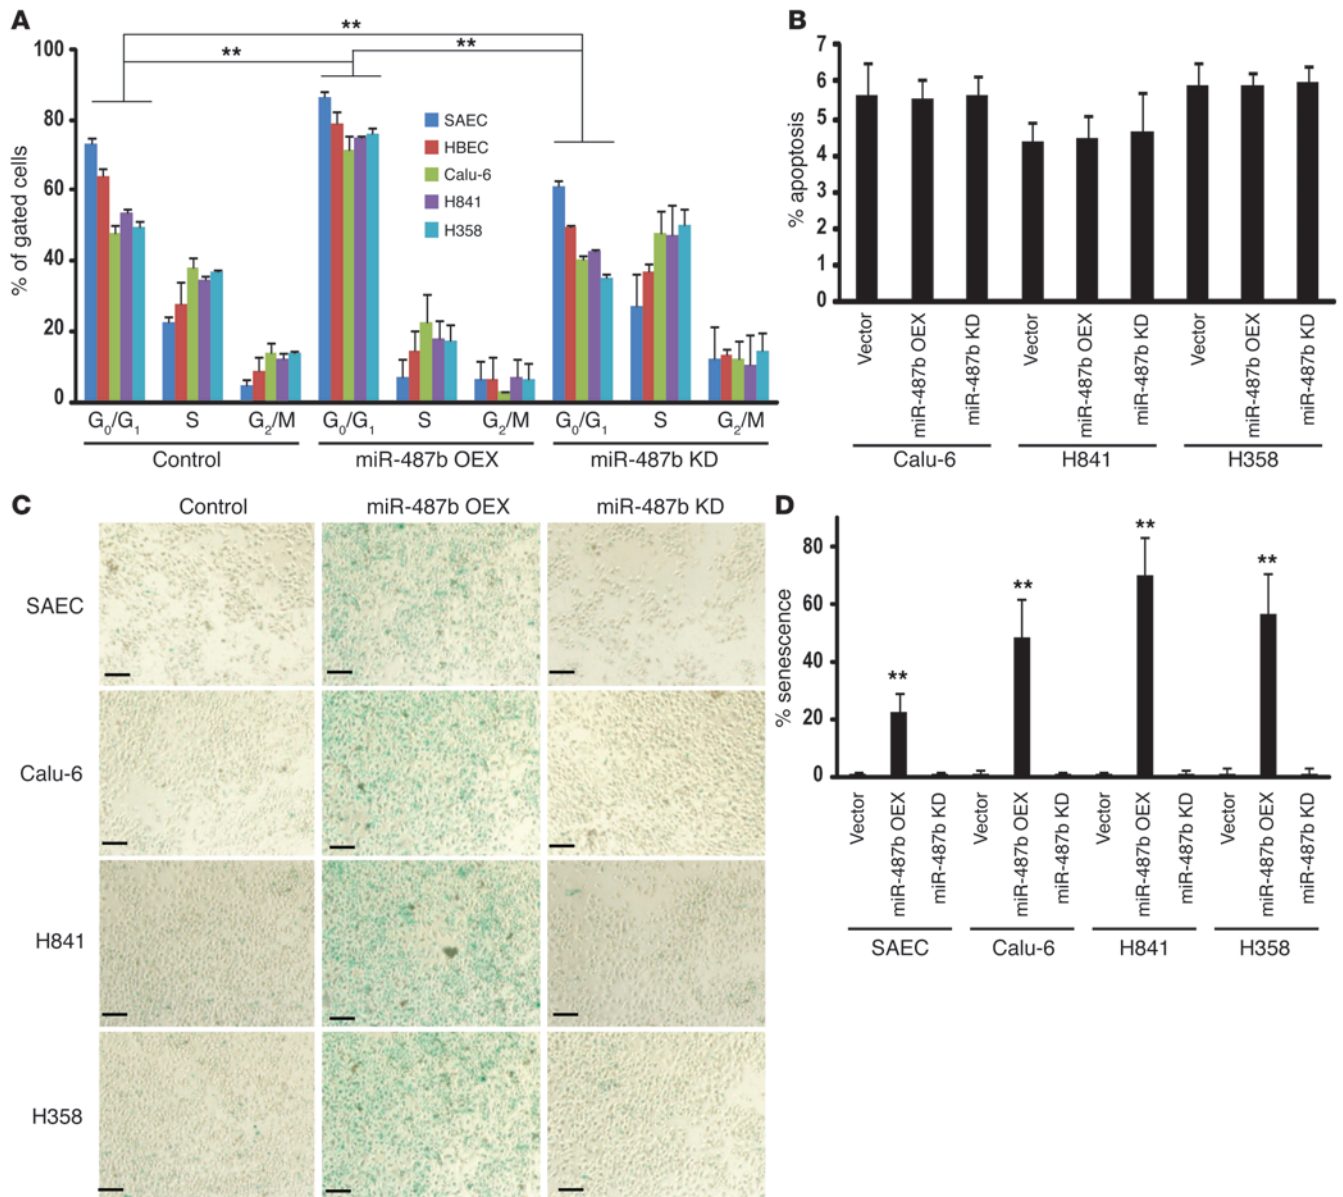 A
**
**
**
100
80
60
40
20
0
% of gated cells
SAEC
HBEC
Calu-6
H841
H358
G0/G1 S G2/M G0/G1 S G2/M G0/G1 S G2/M
Control miR-487b OEX miR-487b KD
B
7
6
5
4
3
2
1
0
% apoptosis
Vector miR-487b OEX miR-487b KD Vector miR-487b OEX miR-487b KD Vector miR-487b OEX miR-487b KD
Calu-6 H841 H358
C
Control miR-487b OEX miR-487b KD
SAEC
Calu-6
H841
H358
D
80
60
40
20
0
% senescence
** ** ** **
Vector miR-487b OEX miR-487b KD Vector miR-487b OEX miR-487b KD Vector miR-487b OEX miR-487b KD Vector miR-487b OEX miR-487b KD
SAEC Calu-6 H841 H358